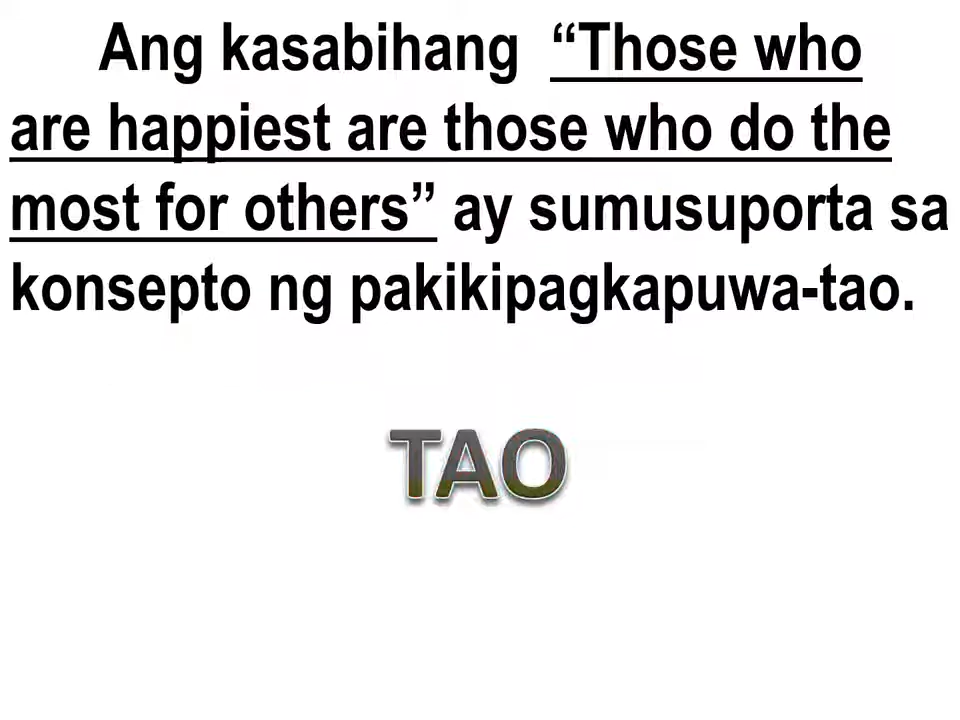 Ang kasabihang “Those who
are happiest are those who do the
most for others” ay sumusuporta sa
konsepto ng pakikipagkapuwa-tao.
TAO